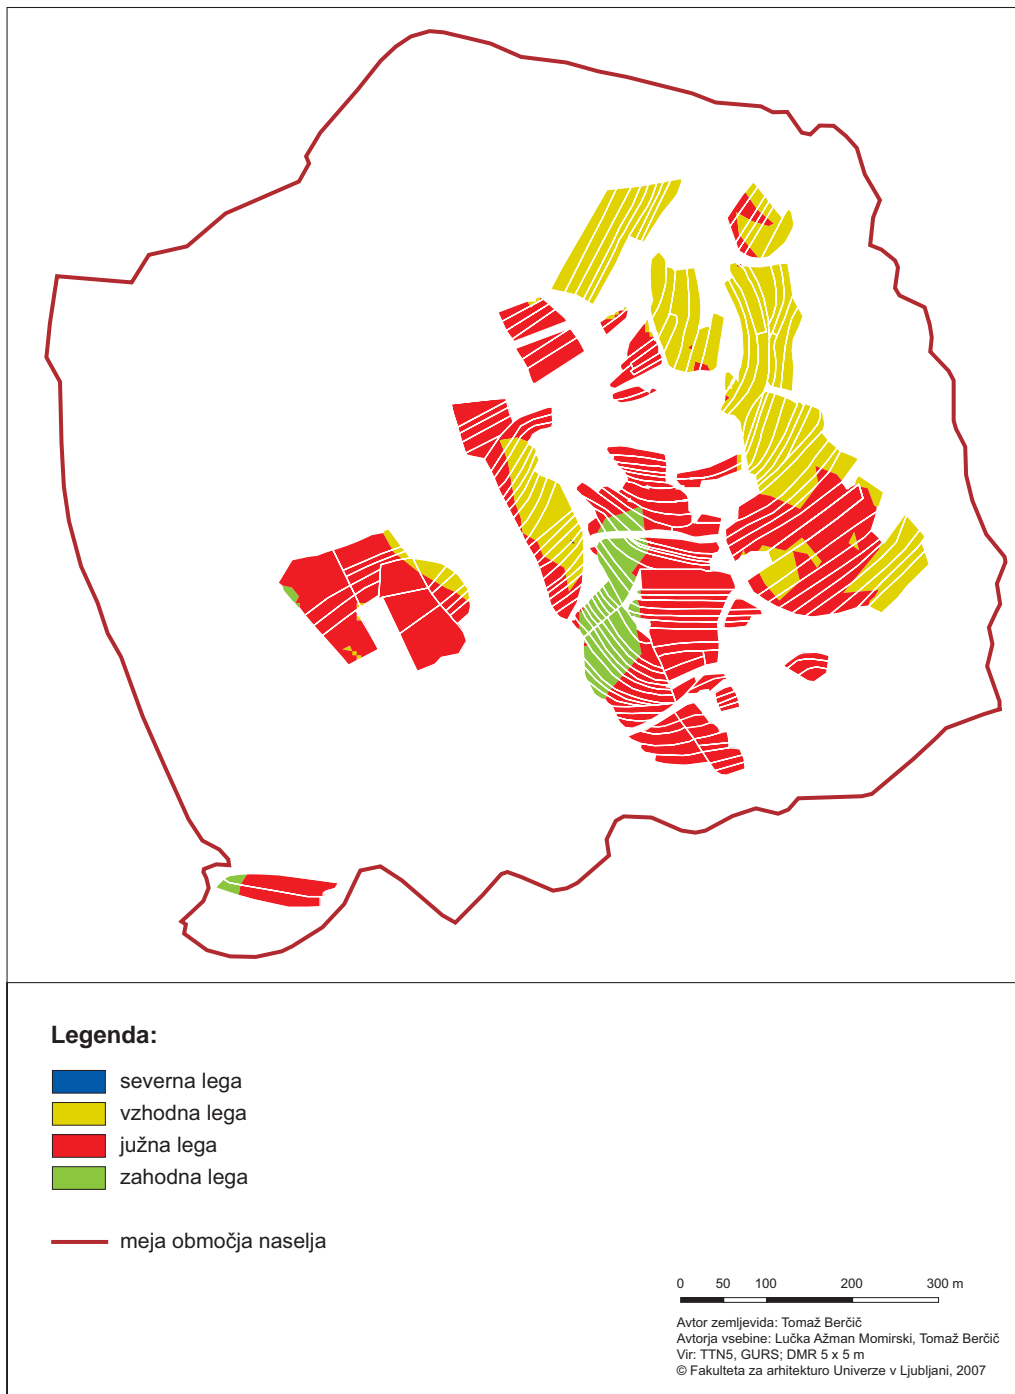 Legenda:
severna lega
vzhodna lega
južna lega
zahodna lega
meja območja naselja
0 50 100 200 300 m
Avtor zemljevida: Tomaž Berčič
Avtorja vsebine: Lučka Ažman Momirski, Tomaž Berčič
Vir: TTN5, GURS; DMR 5 x 5 m
© Fakulteta za arhitekturo Univerze v Ljubljani, 2007